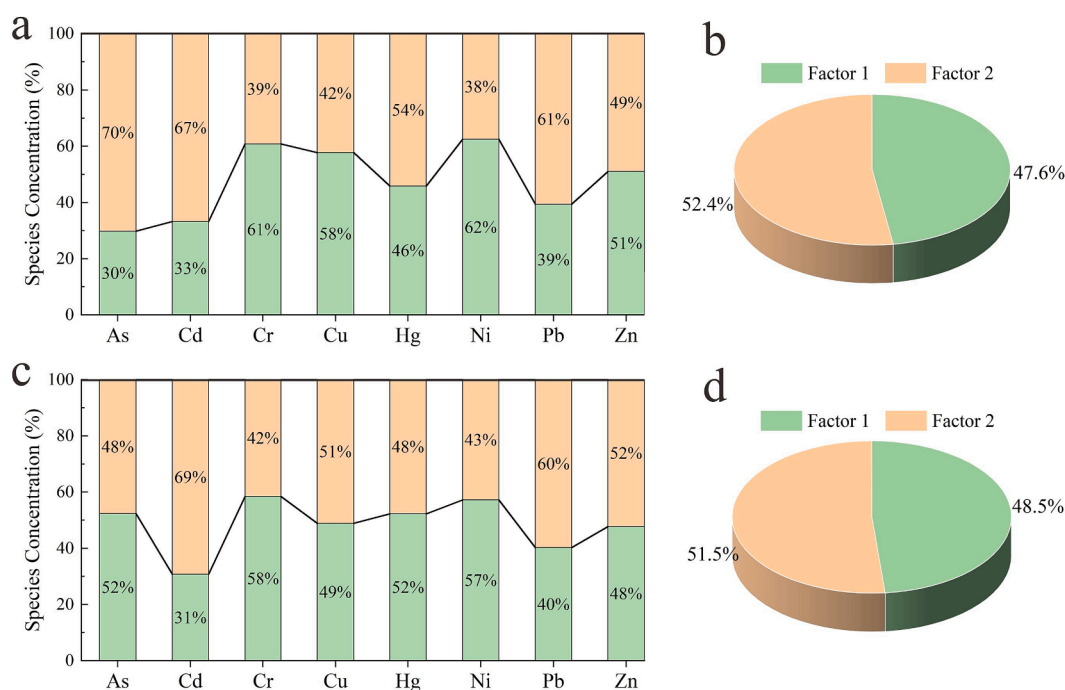 a
Species Concentration (%)
100
80
60
40
20
0
70% 67% 39% 42% 54% 38% 61% 49%
30% 33% 61% 58% 46% 62% 39% 51%
As Cd Cr Cu Hg Ni Pb Zn
b
Factor 1 Factor 2
47.6%
52.4%
c
Species Concentration (%)
100
80
60
40
20
0
48% 69% 42% 51% 48% 43% 60% 52%
52% 31% 58% 49% 52% 57% 40% 48%
As Cd Cr Cu Hg Ni Pb Zn
d
Factor 1 Factor 2
48.5%
51.5%